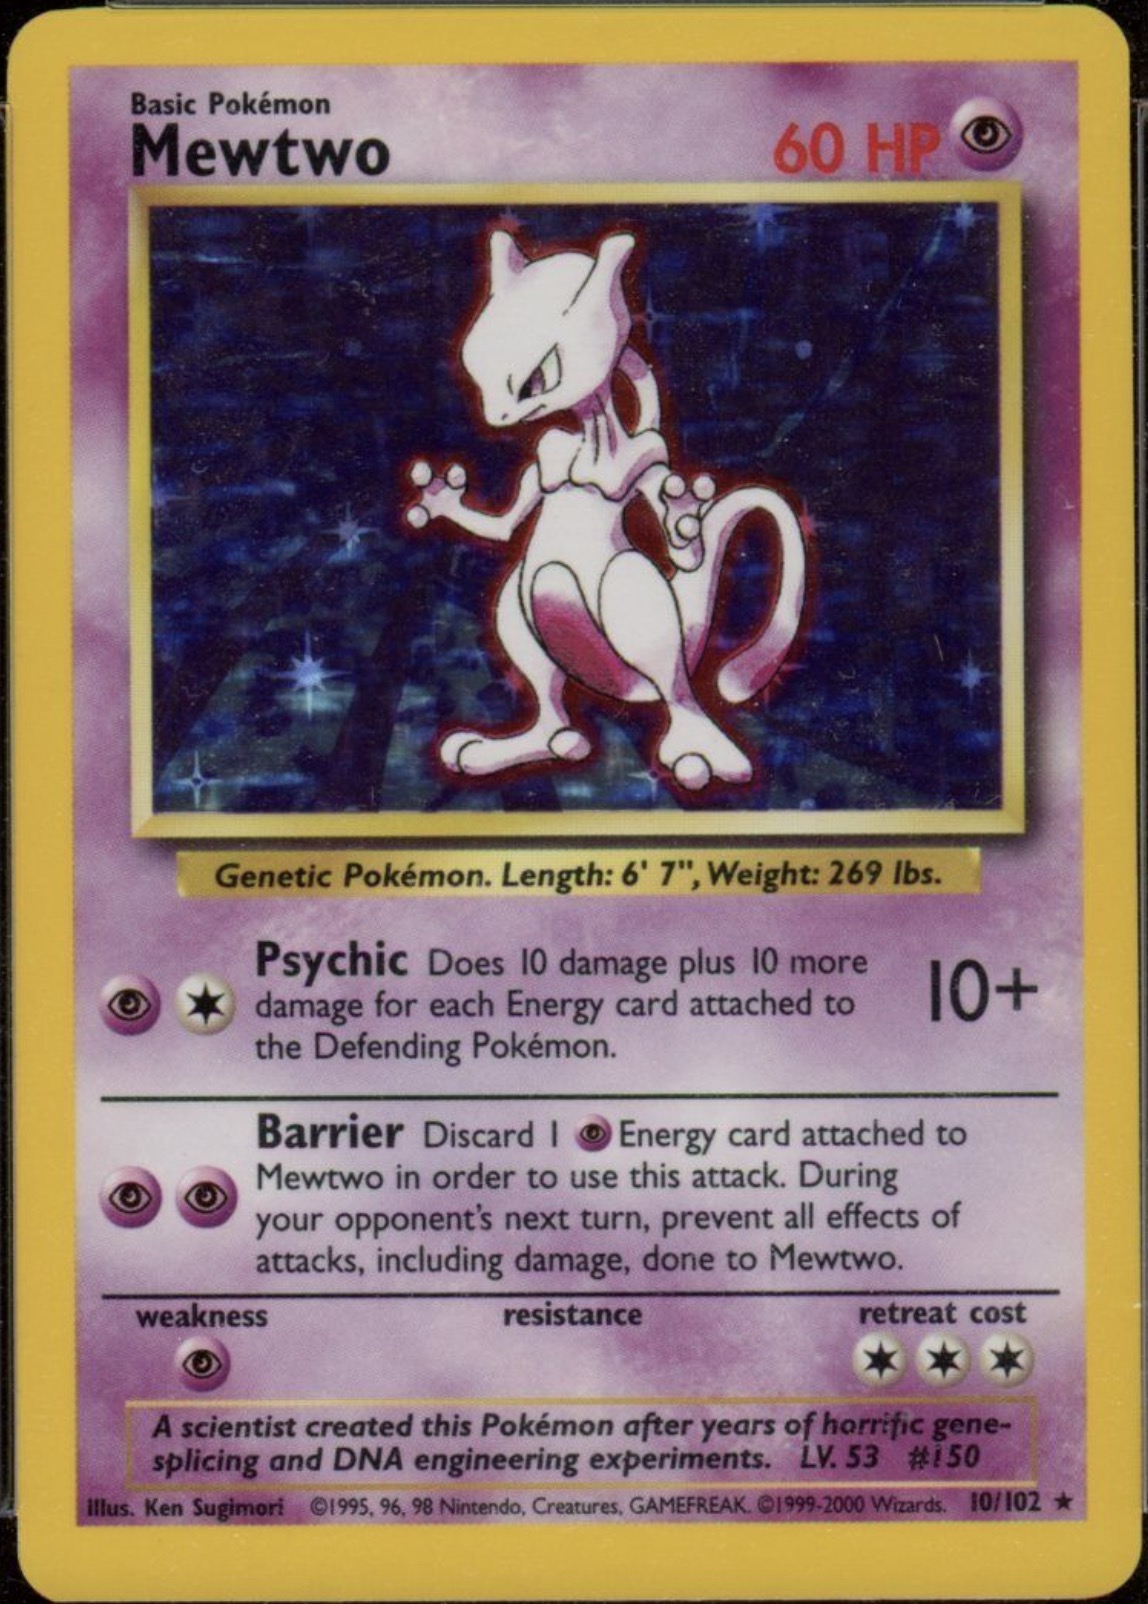 Basic Pokémon
Mewtwo
60 HP
Genetic Pokémon. Length: 6' 7", Weight: 269 lbs.
Psychic Does 10 damage plus 10 more
damage for each Energy card attached to
the Defending Pokémon.
10+
Barrier Discard 1 Energy card attached to
Mewtwo in order to use this attack. During
your opponent's next turn, prevent all effects of
attacks, including damage, done to Mewtwo.
weakness resistance retreat cost
A scientist created this Pokémon after years of horrific gene-
splicing and DNA engineering experiments. LV. 53 #150
Illus. Ken Sugimori ©1995, 96, 98 Nintendo, Creatures, GAMEFREAK. ©1999-2000 Wizards. 10/102 ★